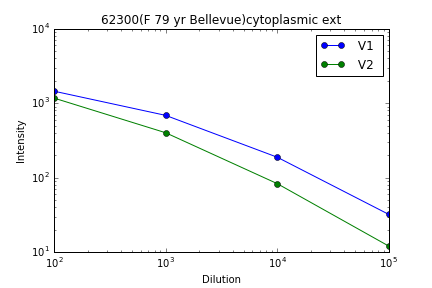 62300(F 79 yr Bellevue)cytoplasmic ext
10^4
10^3
10^2
10^1
Intensity
V1
V2
10^2 10^3 10^4 10^5
Dilution